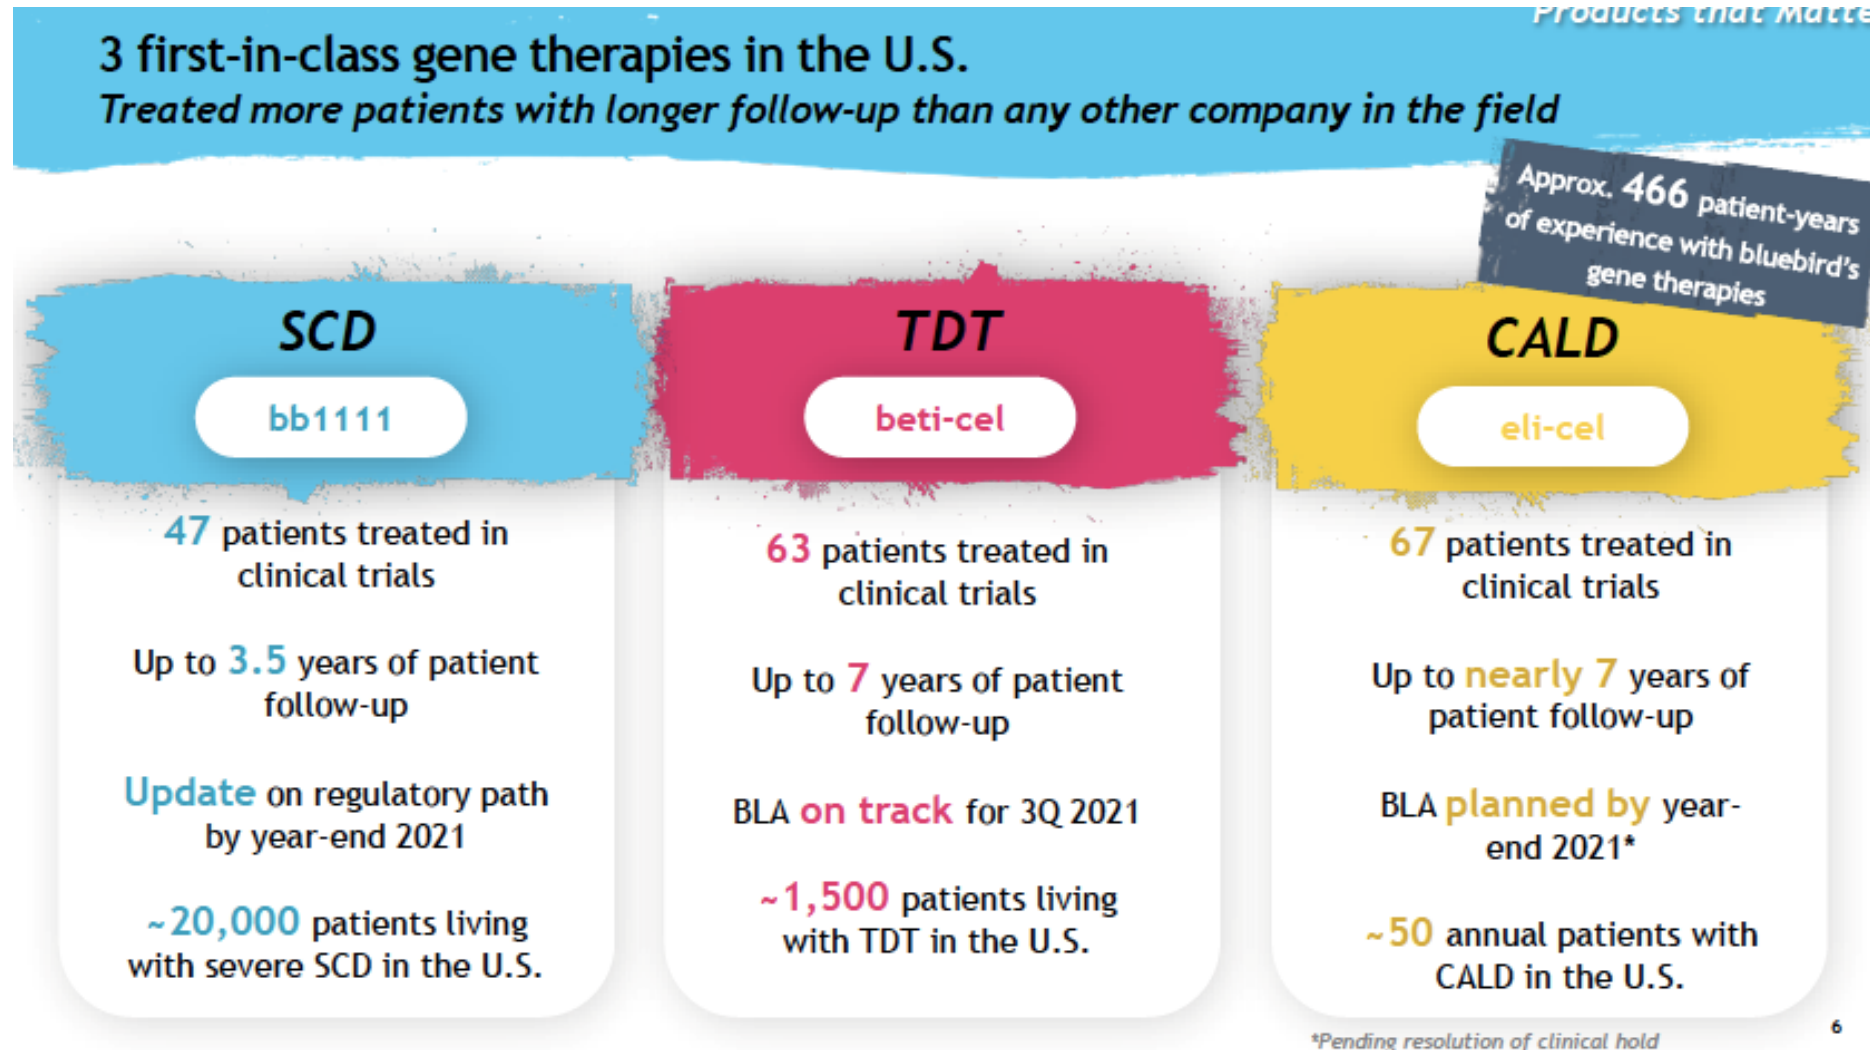 Products that Matte
3 first-in-class gene therapies in the U.S.
Treated more patients with longer follow-up than any other company in the field
Approx. 466 patient-years
of experience with bluebird's
gene therapies
SCD
bb1111
47 patients treated in
clinical trials
Up to 3.5 years of patient
follow-up
Update on regulatory path
by year-end 2021
~20,000 patients living
with severe SCD in the U.S.
TDT
beti-cel
63 patients treated in
clinical trials
Up to 7 years of patient
follow-up
BLA on track for 3Q 2021
~1,500 patients living
with TDT in the U.S.
CALD
eli-cel
67 patients treated in
clinical trials
Up to nearly 7 years of
patient follow-up
BLA planned by year-
end 2021*
~50 annual patients with
CALD in the U.S.
*Pending resolution of clinical hold
6